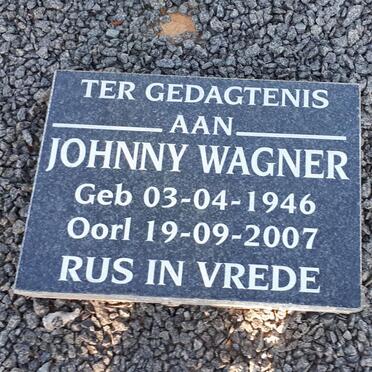 TER GEDAGTENIS
AAN
JOHNNY WAGNER
Geb 03-04-1946
Oorl 19-09-2007
RUS IN VREDE